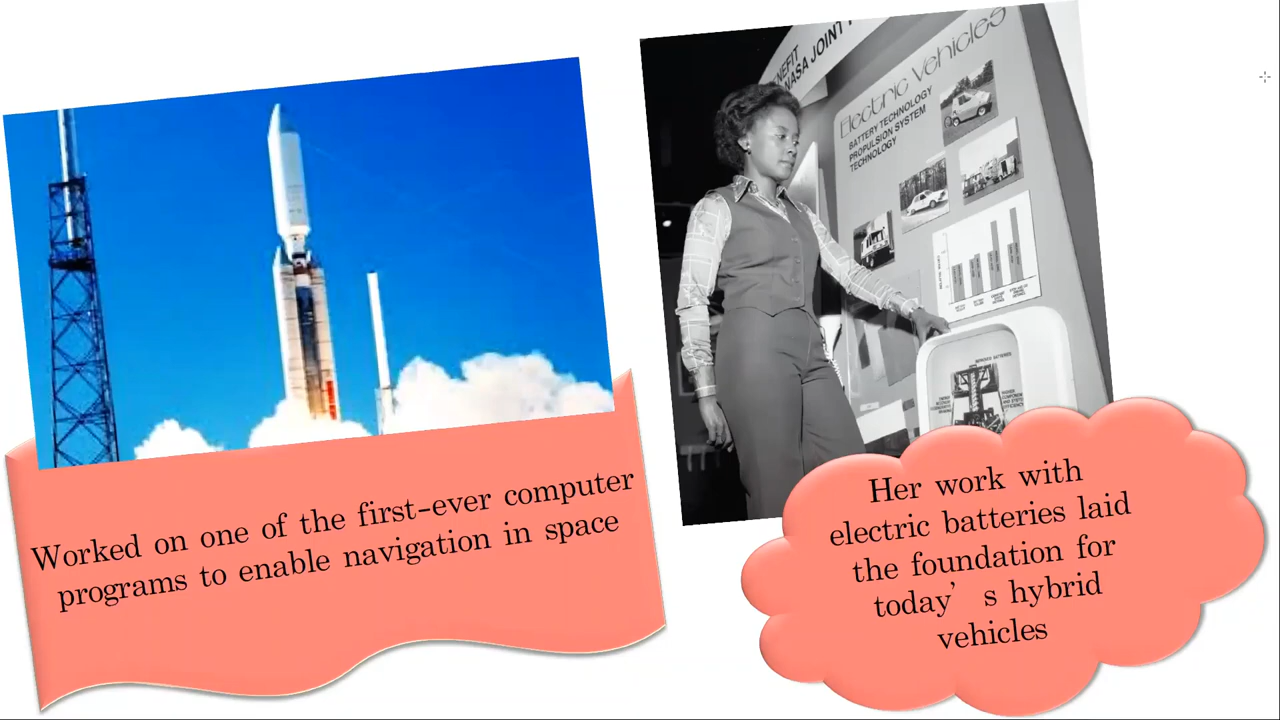 Worked on one of the first-ever computer
programs to enable navigation in space
NEFIT
NASA JOINT
Electric Vehicles
BATTERY TECHNOLOGY
PROPULSION SYSTEM
TECHNOLOGY
Her work with
electric batteries laid
the foundation for
today’ s hybrid
vehicles